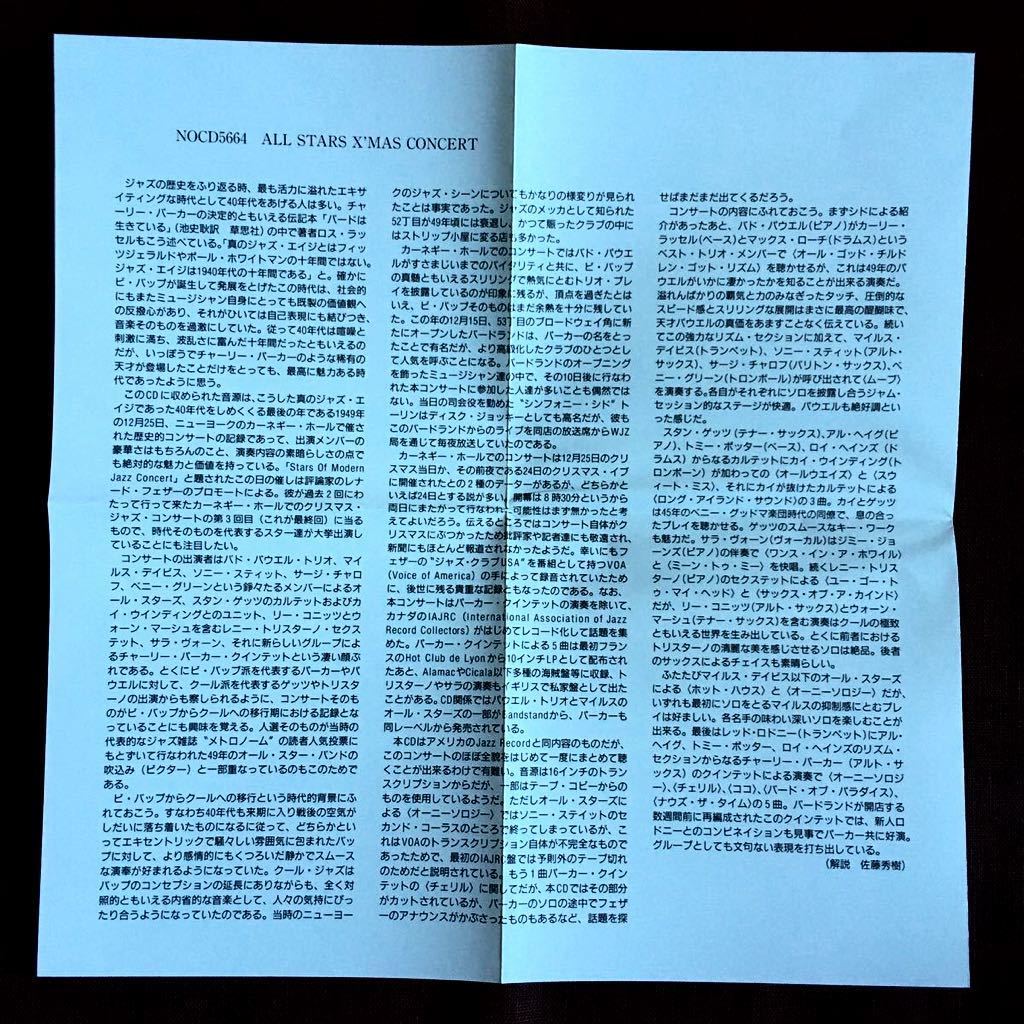 NOCD5664 ALL STARS X'MAS CONCERT
ジャズの歴史をふり返る時、最も活力に溢れたエキサ
イティングな時代として40年代をあげる人は多い。チャ
ーリー・パーカーの決定的ともいえる伝記本「バードは
生きている」(池央耿訳 草思社)の中で著者ロス・ラッ
セルもこう述べている。「真のジャズ・エイジとはフィッ
ツジェラルドやポール・ホワイトマンの十年間ではない。
ジャズ・エイジは1940年代の十年間である」と。確かに
ビ・バップが誕生して発展をとげたこの時代は、社会的
にもまたミュージシャン自身にとっても既製の価値観へ
の反撥心があり、それがひいては自己表現にも結びつき、
音楽そのものを過激にしていた。従って40年代は喧噪と
刺激に満ち、波乱さに富んだ十年間だったといえるの
だが、いっぽうでチャーリー・パーカーのような稀有の
天才が登場したことだけをとっても、最高に魅力ある時
代であったように思う。
このCDに収められた音源は、こうした真のジャズ・エ
イジであった40年代をしめくくる最後の年である1949年
の12月25日、ニューヨークのカーネギー・ホールで催さ
れた歴史的コンサートの記録であって、出演メンバーの
豪華さはもちろんのこと、演奏内容の素晴らしさの点で
も絶対的な魅力と価値を持っている。「Stars Of Modern
Jazz Concert」と題されたこの日の催しは評論家のレナ
ード・フェザーのプロモートによる。彼が過去2回にわ
たって行って来たカーネギー・ホールでのクリスマス・
ジャズ・コンサートの第3回目(これが最終回)に当る
もので、時代そのものを代表するスター達が大挙出演し
ていることにも注目したい。
コンサートの出演者はバド・パウエル・トリオ、マイ
ルス・デイビス、ソニー・スティット、サージ・チャロ
フ、ベニー・グリーンという錚々たるメンバーによるオ
ール・スターズ、スタン・ゲッツのカルテットおよびカ
イ・ウインディングとのユニット、リー・コニッツとウ
ォーン・マーシュを含むレニー・トリスターノ・セクス
テット、サラ・ヴォーン、それに新しいグループによ
るチャーリー・パーカー・クインテットという凄い顔ぶ
れである。とくにビ・バップ派を代表するパーカーやパ
ウエルに対して、クール派を代表するゲッツやトリスタ
ーノの出演からも察しられるように、コンサートそのも
のがビ・バップからクールへの移行期における記録とな
っていることにも興味を覚える。人選そのものが当時の
代表的なジャズ雑誌"メトロノーム"の読者人気投票に
もとずいて行なわれた49年のオール・スター・バンドの
吹込み(ビクター)と一部重なっているのもこのためで
ある。
ビ・バップからクールへの移行という時代的背景にふ
れておこう。すなわち40年代も末期に入り戦後の空気が
しだいに落ち着いたものになるに従って、どちらかとい
ってエキセントリックで騒々しい雰囲気に包まれたバッ
プに対して、より感情的にもくつろいだ静かでスムース
な演奏が好まれるようになっていた。クール・ジャズは
バップのコンセプションの延長にありながらも、全く対
照的ともいえる内省的な音楽として、人々の気持にぴっ
たり合うようになっていたのである。当時のニューヨー
クのジャズ・シーンについてもかなりの様変りが見られ
たことは事実であった。ジャズのメッカとして知られた
52丁目が49年頃には衰退し、かつて賑ったクラブの中に
はストリップ小屋に変る店も多かった。
カーネギー・ホールでのコンサートではバド・パウエ
ルがすさまじいまでのバイタリティと共に、ビ・バップ
の真髄ともいえるスリリングで熱気にとむトリオ・プレ
イを披露しているのが印象に残るが、頂点を過ぎたとは
いえ、ビ・バップそのものはまだ余熱を十分に残してい
た。この年の12月15日、53丁目のブロードウェイ角に新
たにオープンしたバードランドは、パーカーの名をとっ
たことで有名だが、より高級化したクラブのひとつとし
て人気を呼ぶことになる。バードランドのオープニング
を飾ったミュージシャン達の中で、その10日後に行なわ
れた本コンサートに参加した人達が多いことも偶然では
ない。当日の司会役を勤めた"シンフォニー・シド"ト
ーリンはディスク・ジョッキーとしても高名だが、彼も
このバードランドからのライブを同店の放送席からWJZ
局を通じて毎夜放送していたのである。
カーネギー・ホールでのコンサートは12月25日のクリ
スマス当日か、その前夜である24日のクリスマス・イブ
に開催されたとの2種のデーターがあるが、どちらかと
いえば24日とする説が多い。開幕は8時30分というから
両日にまたがって行なわれた可能性はまず無かったと考
えてよいだろう。伝えるところではコンサート自体がク
リスマスにぶつかったため批評家や記者達にも敬遠され、
新聞にもほとんど報道されなかったようだ。幸いにもフ
ェザーの"ジャズ・クラブUSA"を番組として持つVOA
(Voice of America)の手によって録音されていたため
に、後世に残る貴重な記録ともなったのである。なお、
本コンサートはパーカー・クインテットの演奏を除いて、
カナダのIAJRC (International Association of Jazz
Record Collectors)がはじめてレコード化して話題を集
めた。パーカー・クインテットによる5曲は最初フラン
スのHot Club de Lyonから10インチLPとして配布され
たあと、AlamacやCicala以下多種の海賊盤等に収録、ト
リスターノやサラの演奏もイギリスで私家盤として出た
ことがある。CD関係ではパウエル・トリオとマイルスの
オール・スターズの一部がBandstandから、パーカーも
同レーベルから発売されている。
本CDはアメリカのJazz Recordと同内容のものだが、
このコンサートのほぼ全貌をはじめて一度にまとめて聴
くことが出来るわけで有難い。音源は16インチのトラン
スクリプションからだが、一部はテープ・コピーからの
ものを使用しているようだ。ただしオール・スターズに
よる〈オーニソロジー〉ではソニー・ステイットのセ
カンド・コーラスのところで終ってしまっているが、こ
れはVOAのトランスクリプション自体が不完全なもので
あったためで、最初のIAJRC盤では予期外のテープ切れ
のためだと説明されている。もう1曲パーカー・クイン
テットの〈チェリル〉に関してだが、本CDではその部分
がカットされているが、パーカーのソロの途中でフェザ
ーのアナウンスがかぶさったものもあるなど、話題を探
せばまだまだ出てくるだろう。
コンサートの内容にふれておこう。まずシドによる紹
介があったあと、バド・パウエル(ピアノ)がカーリー・
ラッセル(ベース)とマックス・ローチ(ドラムス)という
ベスト・トリオ・メンバーで〈オール・ゴッド・チルド
レン・ゴット・リズム〉を聴かせるが、これは49年のパ
ウエルがいかに凄かったかを知ることが出来る演奏だ。
溢れんばかりの覇気と力のみなぎったタッチ、圧倒的な
スピード感とスリリングな展開はまさに最高の醍醐味で、
天才パウエルの真価をあますことなく伝えている。続い
てこの強力なリズム・セクションに加えて、マイルス・
デイビス(トランペット)、ソニー・スティット(アルト・
サックス)、サージ・チャロフ(バリトン・サックス)、ベ
ニー・グリーン(トロンボーン)が呼び出されて〈ムーブ〉
を演奏する。各自がそれぞれにソロを披露し合うジャム・
セッション的なステージが快適。パウエルも絶好調とい
った感じだ。
スタン・ゲッツ(テナー・サックス)、アル・ヘイグ(ピ
アノ)、トミー・ポッター(ベース)、ロイ・ヘインズ(ド
ラムス)からなるカルテットにカイ・ウインディング(ト
ロンボーン)が加わっての〈オールウエイズ〉と〈スウ
ィート・ミス〉、それにカイが抜けたカルテットによる
〈ロング・アイランド・サウンド〉の3曲。カイとゲッツ
は45年のベニー・グッドマン楽団時代の同僚で、息の合っ
たプレイを聴かせる。ゲッツのスムースなキー・ワーク
も魅力だ。サラ・ヴォーン(ヴォーカル)はジミー・ジョ
ーンズ(ピアノ)の伴奏で〈ワンス・イン・ア・ホワイル〉
と〈ミーン・トゥ・ミー〉を快唱。続くレニー・トリス
ターノ(ピアノ)のセクステットによる〈ユー・ゴー・ト
ゥ・マイ・ヘッド〉と〈サックス・オブ・ア・カインド〉
だが、リー・コニッツ(アルト・サックス)とウォーン・
マーシュ(テナー・サックス)を含む演奏はクールの極致
ともいえる世界を生み出している。とくに前者における
トリスターノの清麗な美を感じさせるソロは絶品。後者
のサックスによるチェイスも素晴らしい。
ふたたびマイルス・デイビス以下のオール・スターズ
による〈ホット・ハウス〉と〈オーニソロジー〉だが、
いずれも最初にソロをとるマイルスの抑制感にとむプレ
イは好ましい。各名手の味わい深いソロを楽しむことが
出来る。最後はレッド・ロドニー(トランペット)にアル・
ヘイグ、トミー・ポッター、ロイ・ヘインズのリズム・
セクションからなるチャーリー・パーカー(アルト・サ
ックス)のクインテットによる演奏で〈オーニーソロジ
ー〉、〈チェリル〉、〈ココ〉、〈バード・オブ・パラダイス〉、
〈ナウズ・ザ・タイム〉の5曲。バードランドが開店する
数週間前に再編成されたこのクインテットでは、新人ロ
ドニーとのコンビネイションも見事でパーカー共に好演。
グループとしても文句ない表現を打ち出している。
(解説 佐藤秀樹)